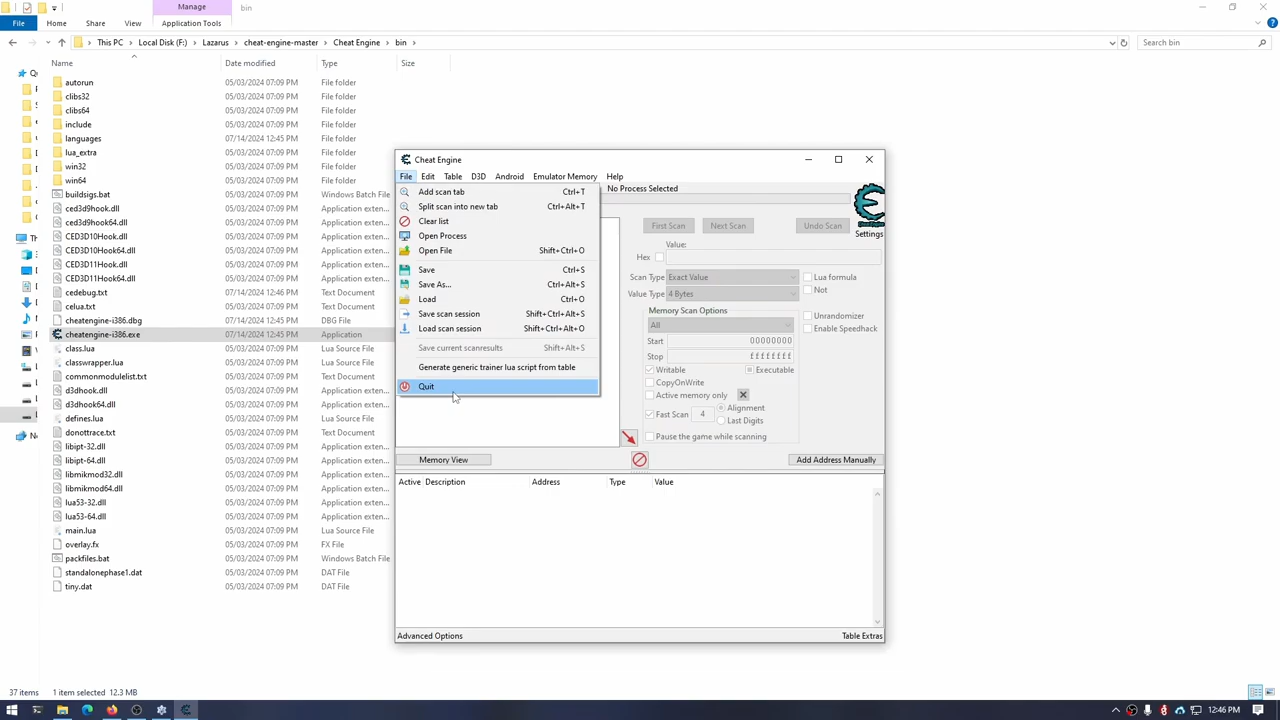 Manage
bin
File
Home
Share
View
Application Tools
This PC
Local Disk (F:)
Lazarus
cheat-engine-master
Cheat Engine
bin
Search bin
Name
Date modified
Type
Size
autorun 05/03/2024 07:09 PM File folder
clibs32 05/03/2024 07:09 PM File folder
clibs64 05/03/2024 07:09 PM File folder
include 05/03/2024 07:09 PM File folder
languages 07/14/2024 12:45 PM File folder
lua_extra 05/03/2024 07:09 PM File folder
win32 05/03/2024 07:09 PM File folder
win64 05/03/2024 07:09 PM File folder
buildsigs.bat 05/03/2024 07:09 PM Windows Batch File
ced3d9hook.dll 05/03/2024 07:09 PM Application exten...
ced3d9hook64.dll 05/03/2024 07:09 PM Application exten...
CED3D10Hook.dll 05/03/2024 07:09 PM Application exten...
CED3D10Hook64.dll 05/03/2024 07:09 PM Application exten...
CED3D11Hook.dll 05/03/2024 07:09 PM Application exten...
CED3D11Hook64.dll 05/03/2024 07:09 PM Application exten...
cedebug.txt 07/14/2024 12:46 PM Text Document
celua.txt 05/03/2024 07:09 PM Text Document
cheatengine-i386.dbg 07/14/2024 12:45 PM DBG File
cheatengine-i386.exe 07/14/2024 12:45 PM Application
class.lua 05/03/2024 07:09 PM Lua Source File
classwrapper.lua 05/03/2024 07:09 PM Lua Source File
commonmodulelist.txt 05/03/2024 07:09 PM Text Document
d3dhook.dll 05/03/2024 07:09 PM Application exten...
d3dhook64.dll 05/03/2024 07:09 PM Application exten...
defines.lua 05/03/2024 07:09 PM Lua Source File
donottrace.txt 05/03/2024 07:09 PM Text Document
libipt-32.dll 05/03/2024 07:09 PM Application exten...
libipt-64.dll 05/03/2024 07:09 PM Application exten...
libmikmod32.dll 05/03/2024 07:09 PM Application exten...
libmikmod64.dll 05/03/2024 07:09 PM Application exten...
lua53-32.dll 05/03/2024 07:09 PM Application exten...
lua53-64.dll 05/03/2024 07:09 PM Application exten...
main.lua 05/03/2024 07:09 PM Lua Source File
overlay.fx 05/03/2024 07:09 PM FX File
packfiles.bat 05/03/2024 07:09 PM Windows Batch File
standalonephase1.dat 05/03/2024 07:09 PM DAT File
tiny.dat 05/03/2024 07:09 PM DAT File
37 items 1 item selected 12.3 MB
Cheat Engine
File Edit Table D3D Android Emulator Memory Help
No Process Selected
Add scan tab Ctrl+T
Split scan into new tab Ctrl+Alt+T
Clear list
Open Process
Open File Shift+Ctrl+O
Save Ctrl+S
Save As... Ctrl+Alt+S
Load Ctrl+O
Save scan session Shift+Ctrl+Alt+S
Load scan session Shift+Ctrl+Alt+O
Save current scanresults Shift+Alt+S
Generate generic trainer lua script from table
Quit
First Scan
Next Scan
Undo Scan
Settings
Value:
Hex
Scan Type Exact Value
Lua formula
Not
Value Type 4 Bytes
Memory Scan Options
All
Unrandomizer
Enable Speedhack
Start 00000000
Stop ffffffff
Writable
Executable
CopyOnWrite
Active memory only
Fast Scan 4
Alignment
Last Digits
Pause the game while scanning
Memory View
Add Address Manually
Active Description Address Type Value
Advanced Options
Table Extras
12:46 PM